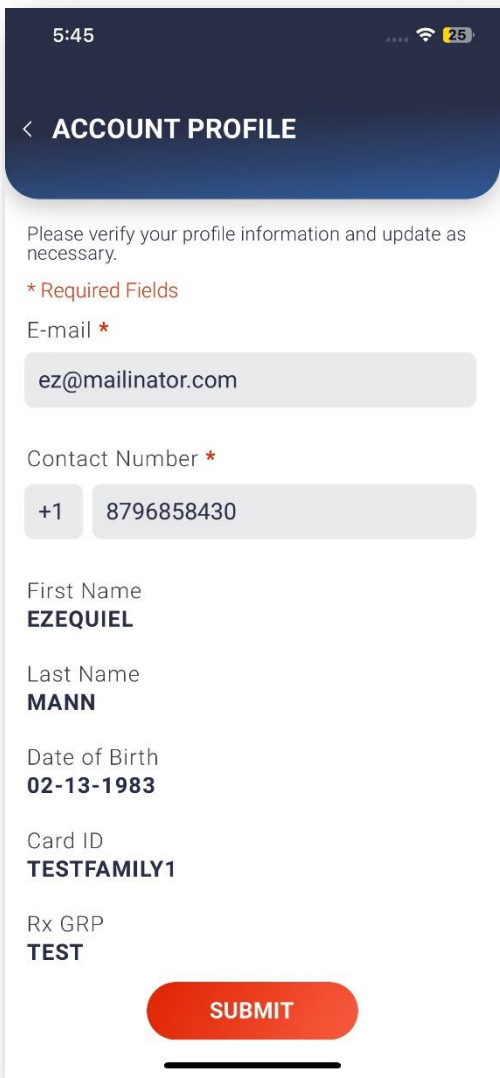 5:45
25
ACCOUNT PROFILE
Please verify your profile information and update as
necessary.
* Required Fields
E-mail *
ez@mailinator.com
Contact Number *
+1 8796858430
First Name
EZEQUIEL
Last Name
MANN
Date of Birth
02-13-1983
Card ID
TESTFAMILY1
Rx GRP
TEST
SUBMIT